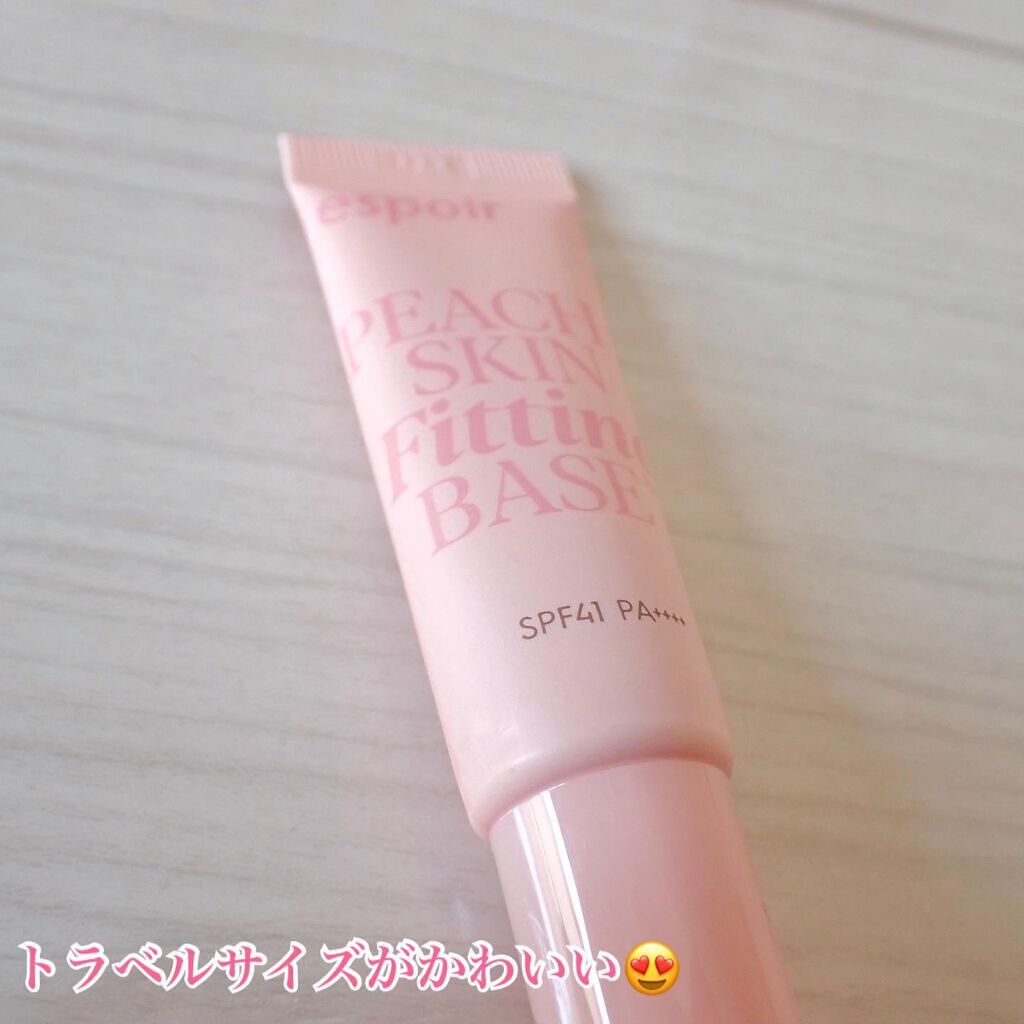 espoir
PEACH
SKIN
Fitting
BASE
SPF41 PA++++
トラベルサイズがかわいい😍